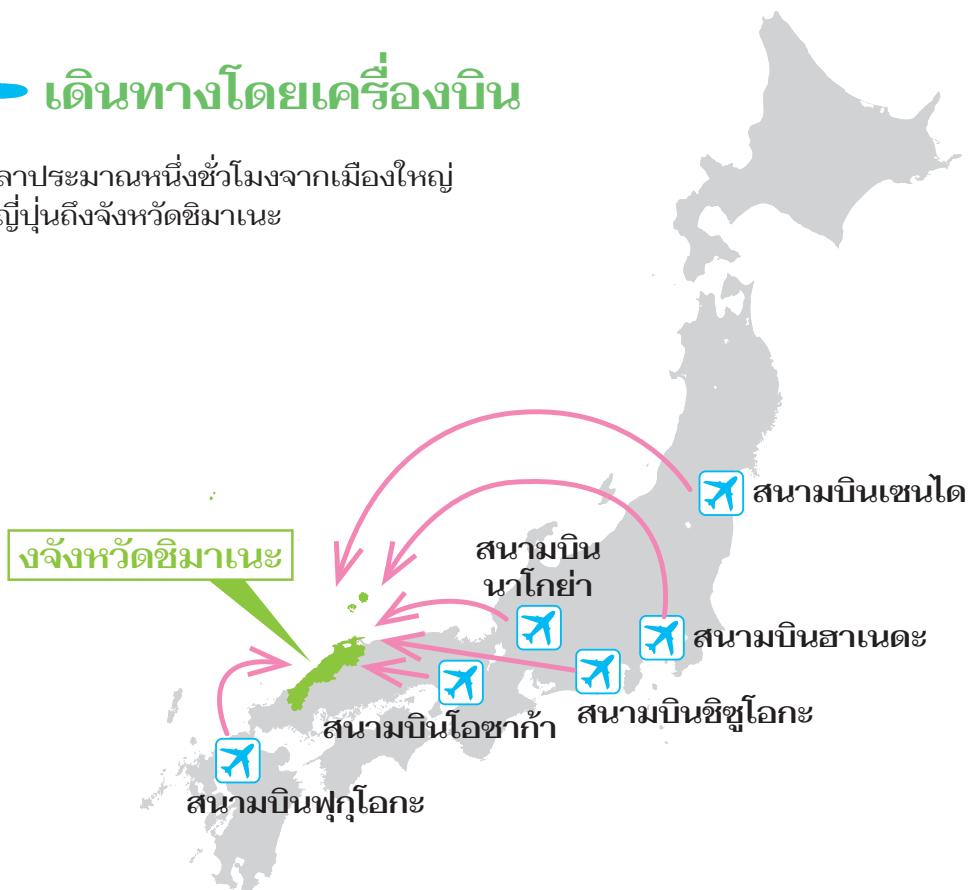 เดินทางโดยเครื่องบิน
ลาประมาณหนึ่งชั่วโมงจากเมืองใหญ่
ญี่ปุ่นถึงจังหวัดชิมาเนะ
สนามบินเซนได
งจังหวัดชิมาเนะ
สนามบิน
นาโกย่า
สนามบินฮาเนดะ
สนามบินชิซูโอกะ
สนามบินโอซาก้า
สนามบินฟุกุโอกะ